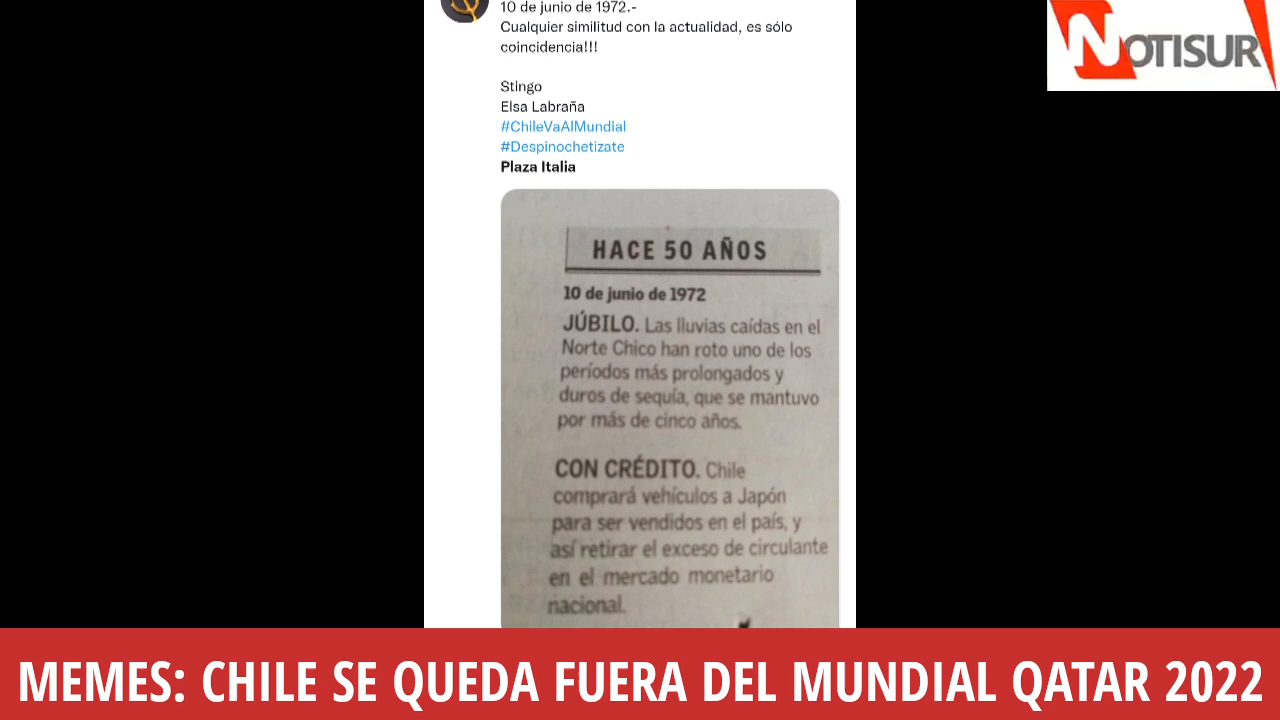 10 de junio de 1972.-
Cualquier similitud con la actualidad, es sólo
coincidencia!!!
Stingo
Elsa Labraña
#ChileVaAlMundial
#Despinochetizate
Plaza Italia
NOTISUR
HACE 50 AÑOS
10 de junio de 1972
JÚBILO. Las lluvias caídas en el
Norte Chico han roto uno de los
períodos más prolongados y
duros de sequía, que se mantuvo
por más de cinco años.
CON CRÉDITO. Chile
comprará vehículos a Japón
para ser vendidos en el país, y
así retirar el exceso de circulante
en el mercado monetario
nacional.
MEMES: CHILE SE QUEDA FUERA DEL MUNDIAL QATAR 2022